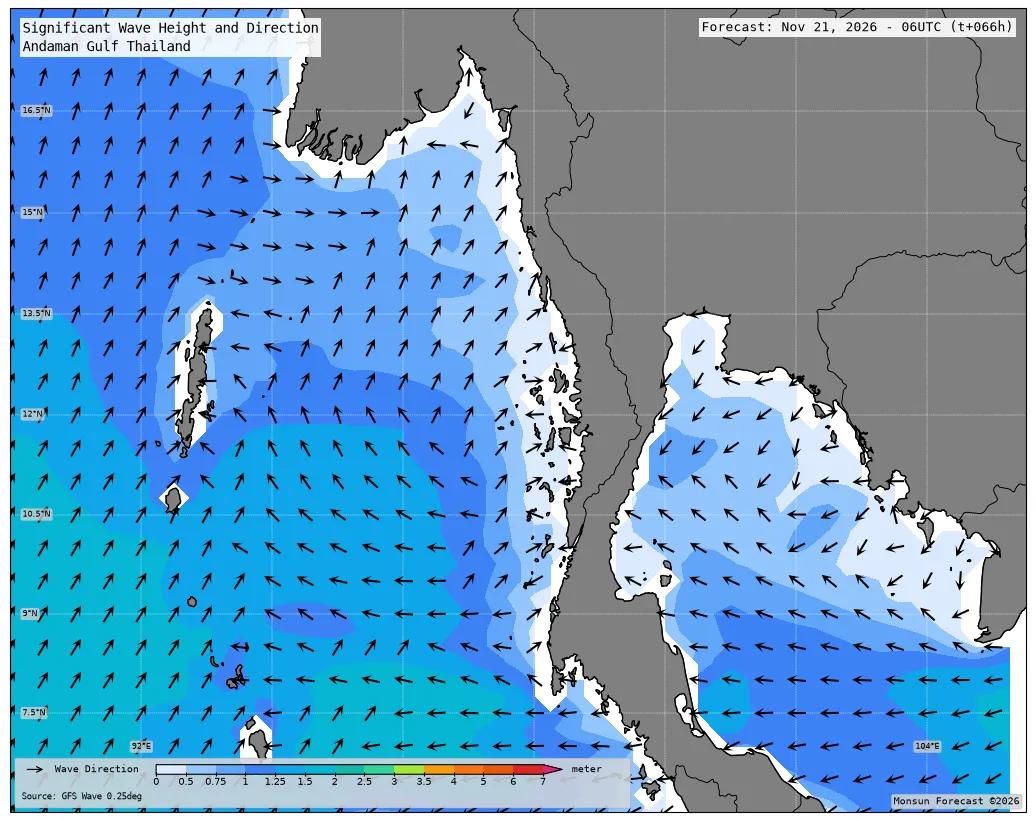 Significant Wave Height and Direction
Andaman Gulf Thailand
Forecast: Nov 21, 2026 - 06UTC (t+066h)
16.5°N
15°N
13.5°N
12°N
10.5°N
9°N
7.5°N
92°E
104°E
Wave Direction
meter
0 0.5 0.75 1 1.25 1.5 2 2.5 3 3.5 4 5 6 7
Source: GFS Wave 0.25deg
Monsun Forecast ©2026